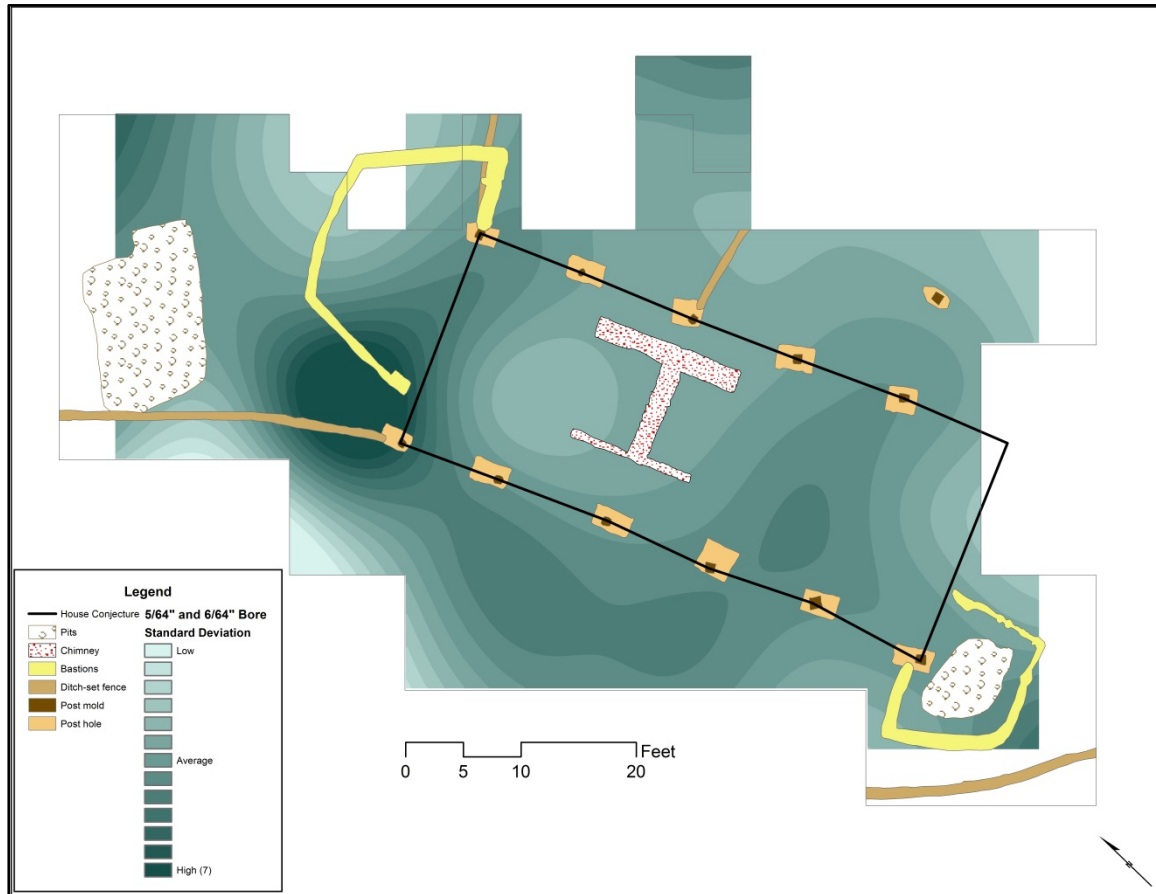 Legend
House Conjecture
Pits
Chimney
Bastions
Ditch-set fence
Post mold
Post hole
5/64" and 6/64" Bore
Standard Deviation
Low
Average
High (7)
Feet
0 5 10 20
N